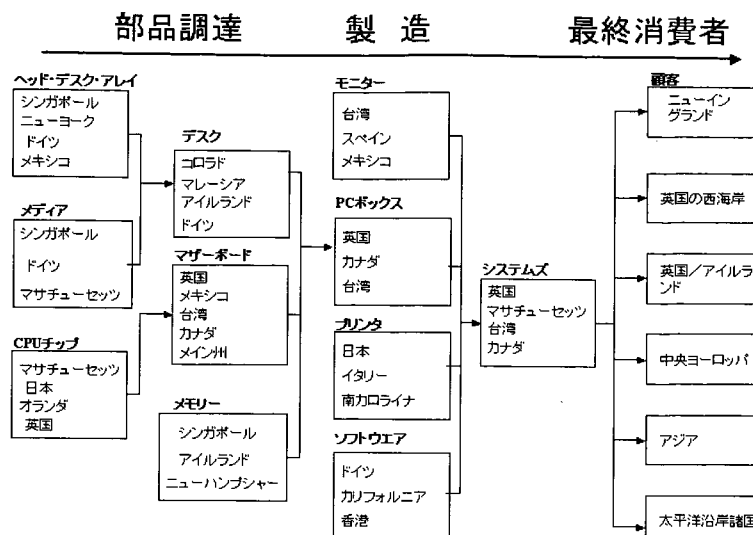 部品調達
製造
最終消費者
ヘッド・デスク・アレイ
シンガポール
ニューヨーク
ドイツ
メキシコ
メディア
シンガポール
ドイツ
マサチューセッツ
CPUチップ
マサチューセッツ
日本
オランダ
英国
デスク
コロラド
マレーシア
アイルランド
ドイツ
マザーボード
英国
メキシコ
台湾
カナダ
メイン州
メモリー
シンガポール
アイルランド
ニューハンプシャー
モニター
台湾
スペイン
メキシコ
PCボックス
英国
カナダ
台湾
プリンタ
日本
イタリー
南カロライナ
ソフトウエア
ドイツ
カリフォルニア
香港
システムズ
英国
マサチューセッツ
台湾
カナダ
顧客
ニューイン
グランド
英国の西海岸
英国／アイルラ
ンド
中央ヨーロッパ
アジア
太平洋沿岸諸国